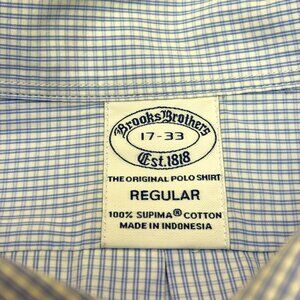 Brooks Brothers
17-33
Est. 1818
THE ORIGINAL POLO SHIRT
REGULAR
100% SUPIMA® COTTON
MADE IN INDONESIA